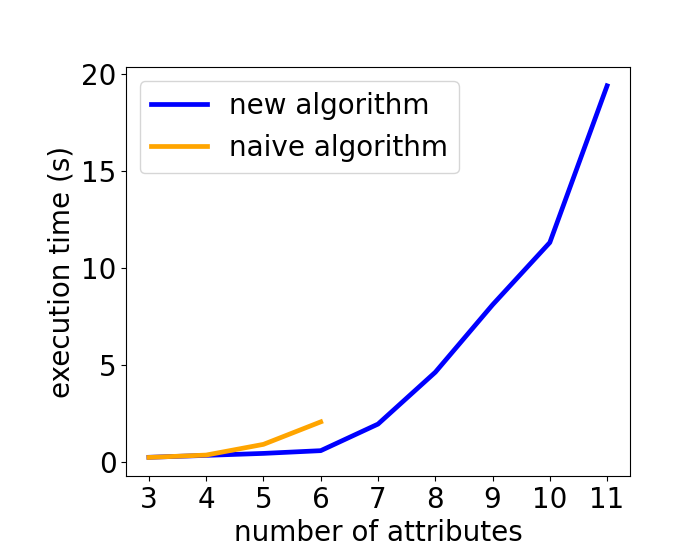 new algorithm
naive algorithm
execution time (s)
20
15
10
5
0
3 4 5 6 7 8 9 10 11
number of attributes